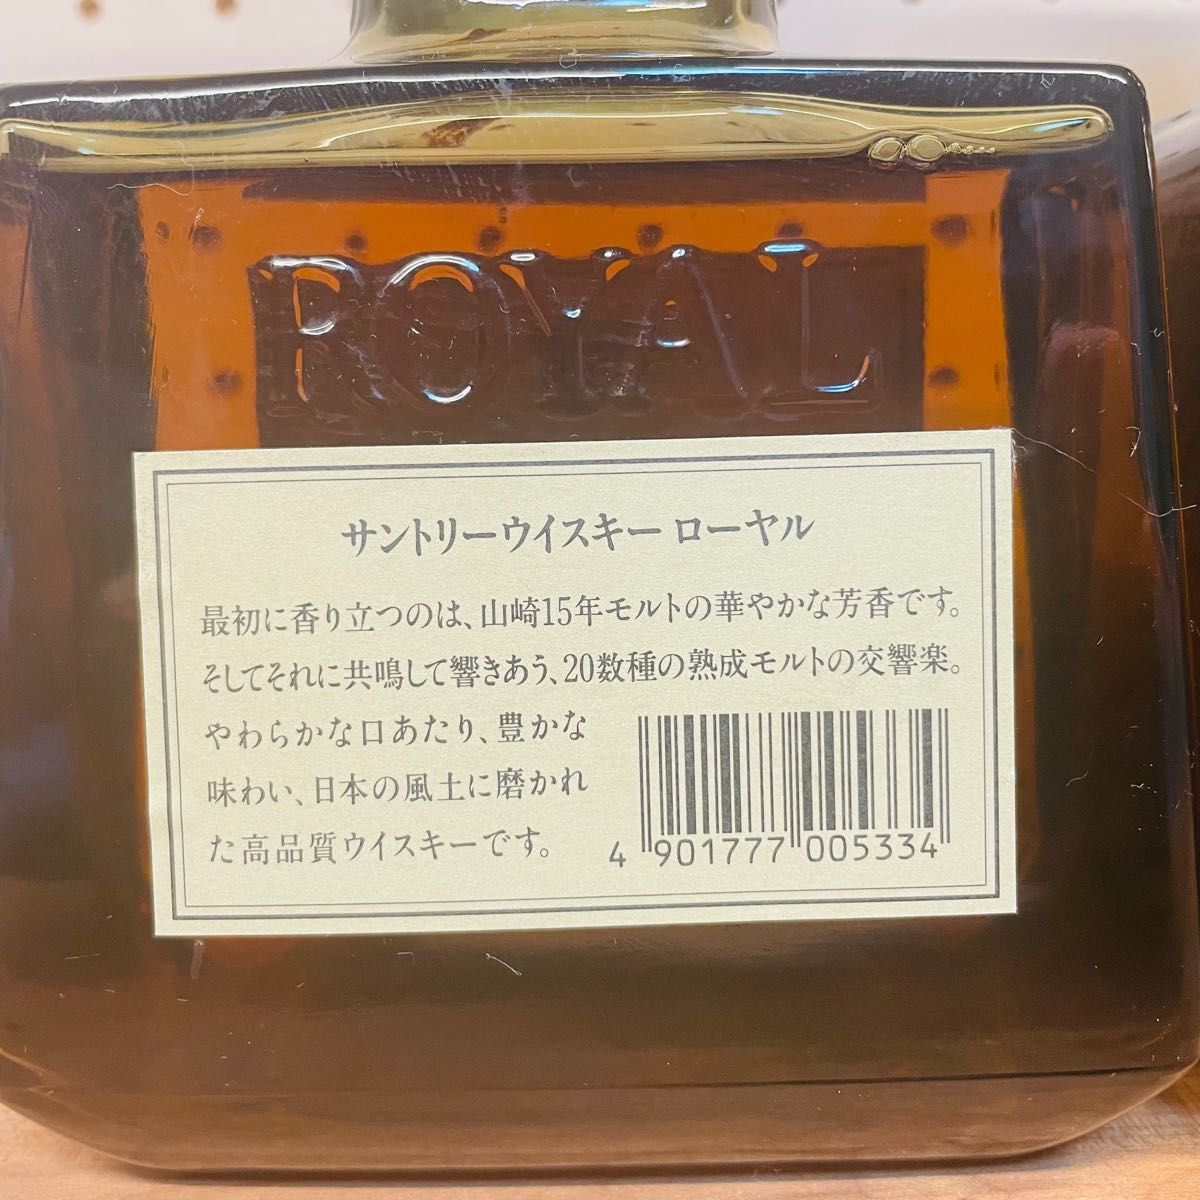 ROYAL
サントリーウイスキー ローヤル
最初に香り立つのは、山崎15年モルトの華やかな芳香です。
そしてそれに共鳴して響きあう、20数種の熟成モルトの交響楽。
やわらかな口あたり、豊かな
味わい、日本の風土に磨かれ
た高品質ウイスキーです。
4 901777 005334